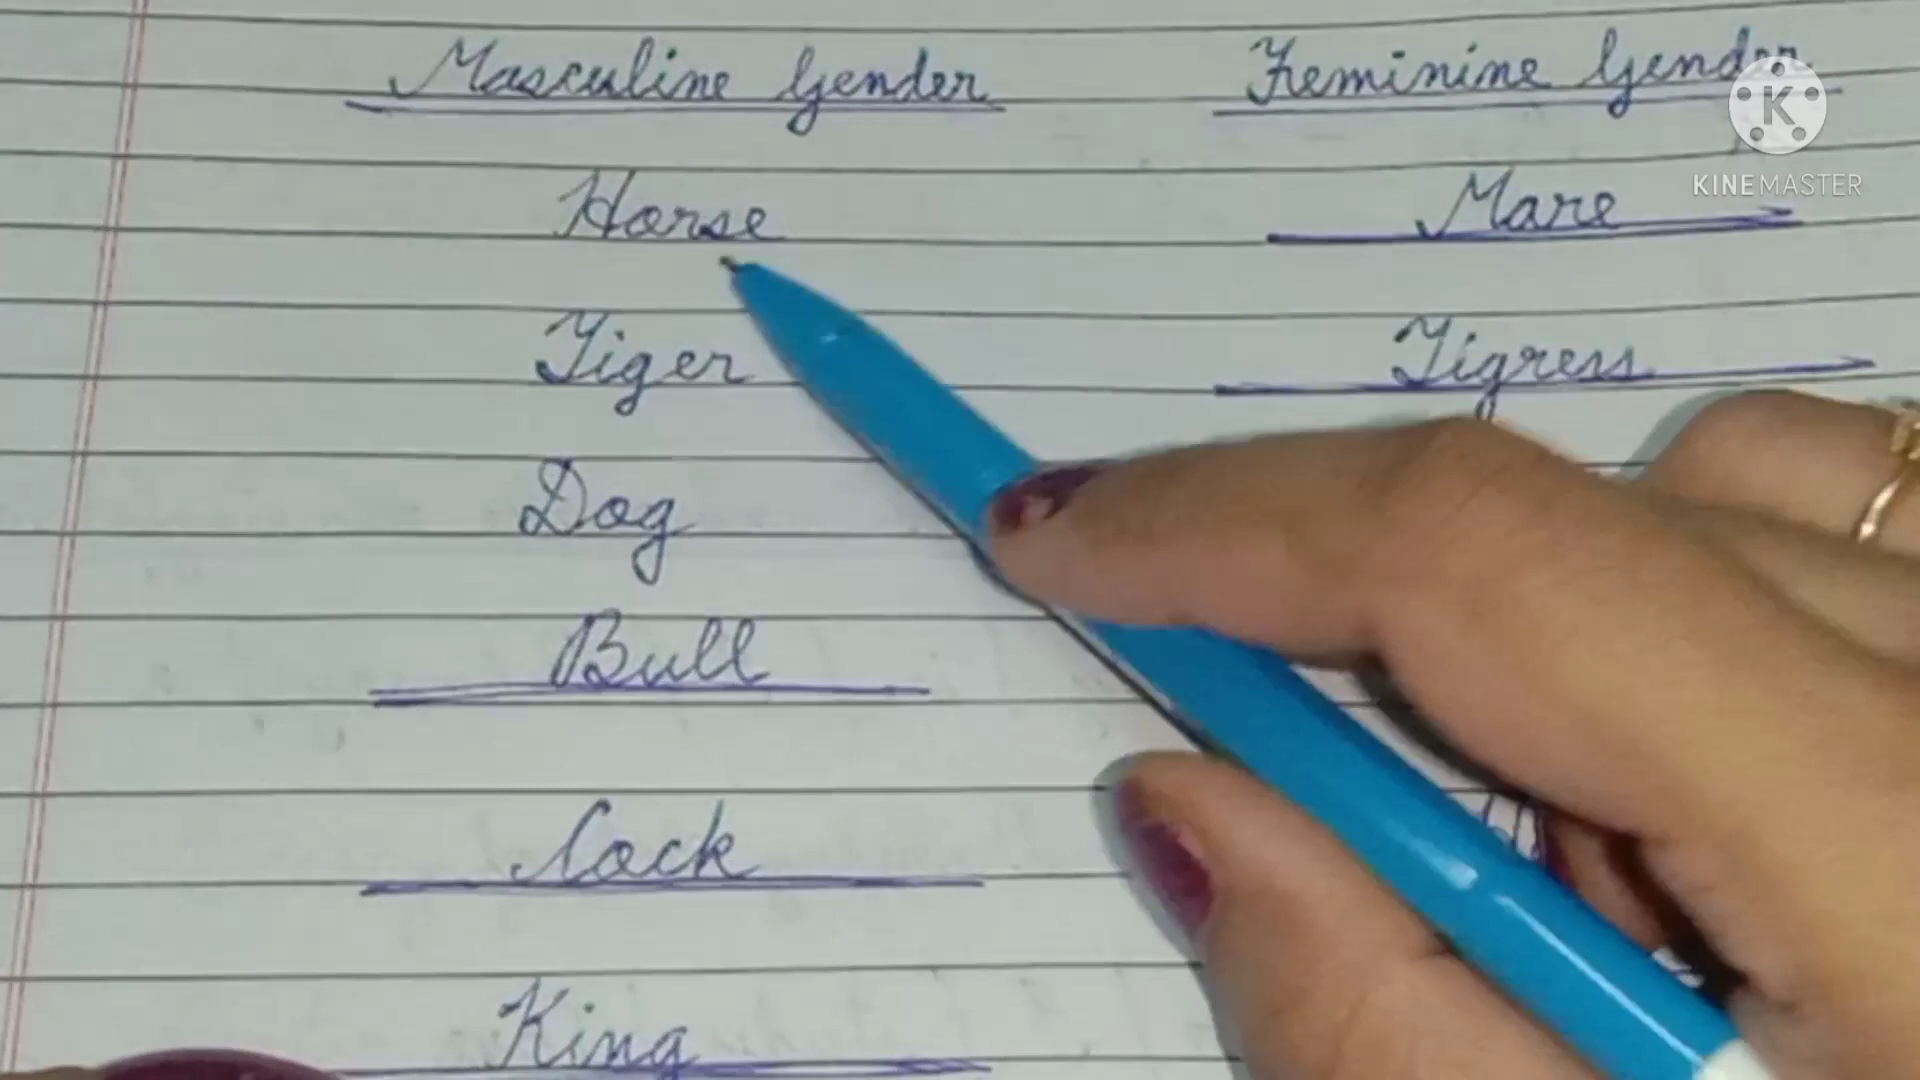 Masculine Gender Feminine Gender
KINEMASTER
Horse Mare
Tiger Tigress
Dog
Bull
Cock
King